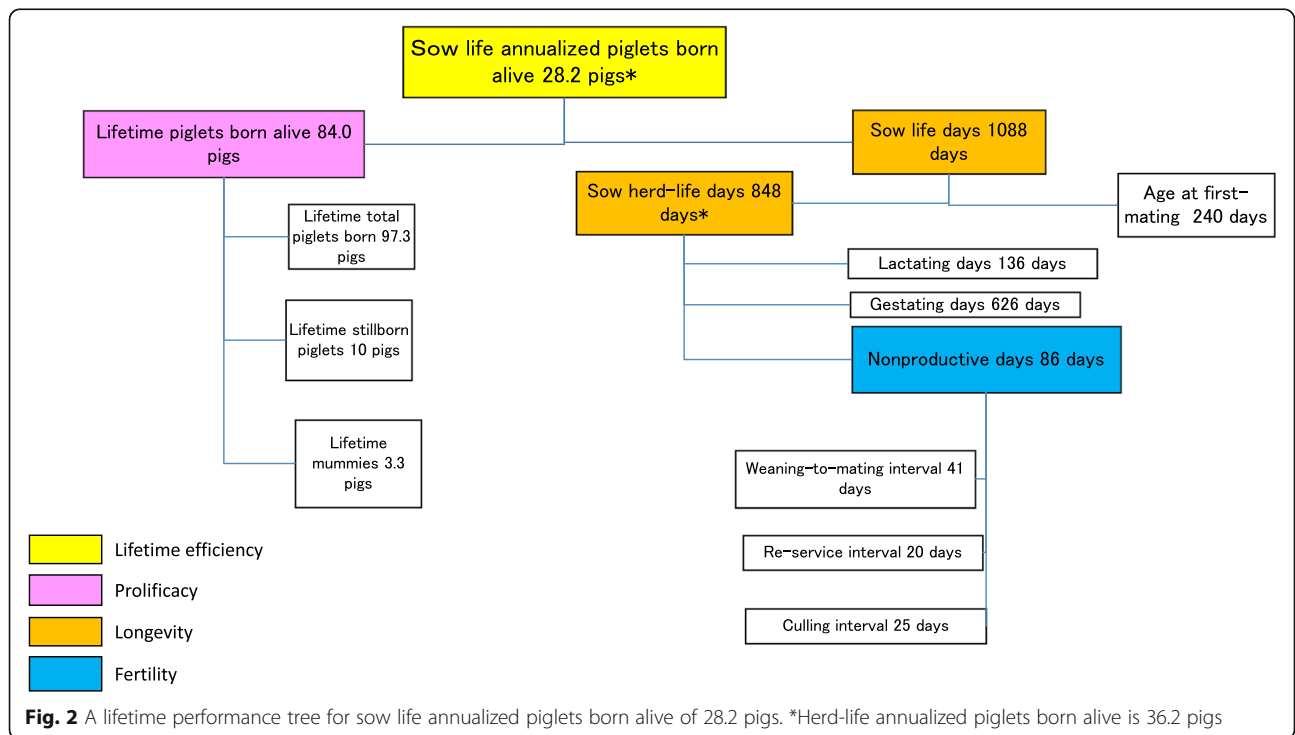 Sow life annualized piglets born
alive 28.2 pigs*
Lifetime piglets born alive 84.0
pigs
Sow life days 1088
days
Sow herd-life days 848
days*
Age at first-
mating 240 days
Lifetime total
piglets born 97.3
pigs
Lactating days 136 days
Gestating days 626 days
Lifetime stillborn
piglets 10 pigs
Nonproductive days 86 days
Lifetime
mummies 3.3
pigs
Weaning-to-mating interval 41
days
Re-service interval 20 days
Culling interval 25 days
Lifetime efficiency
Prolificacy
Longevity
Fertility
Fig. 2 A lifetime performance tree for sow life annualized piglets born alive of 28.2 pigs. *Herd-life annualized piglets born alive is 36.2 pigs